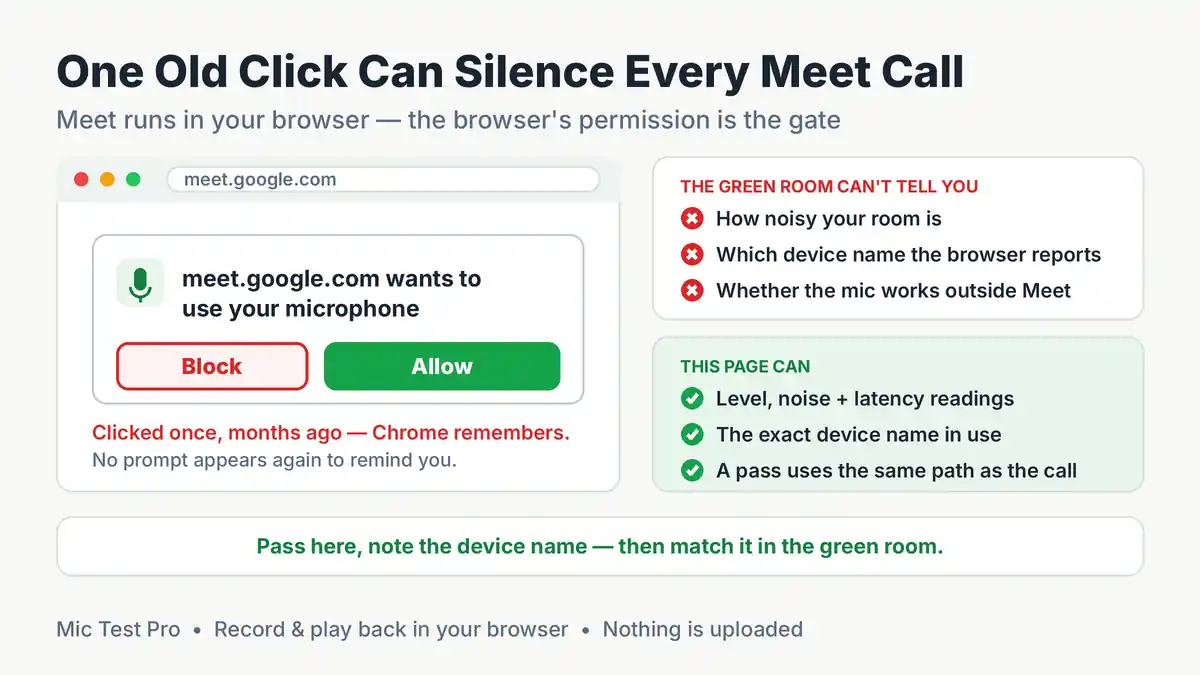 One Old Click Can Silence Every Meet Call
Meet runs in your browser — the browser's permission is the gate
meet.google.com
meet.google.com wants to
use your microphone
Block
Allow
Clicked once, months ago — Chrome remembers.
No prompt appears again to remind you.
THE GREEN ROOM CAN'T TELL YOU
How noisy your room is
Which device name the browser reports
Whether the mic works outside Meet
THIS PAGE CAN
Level, noise + latency readings
The exact device name in use
A pass uses the same path as the call
Pass here, note the device name — then match it in the green room.
Mic Test Pro • Record & play back in your browser • Nothing is uploaded